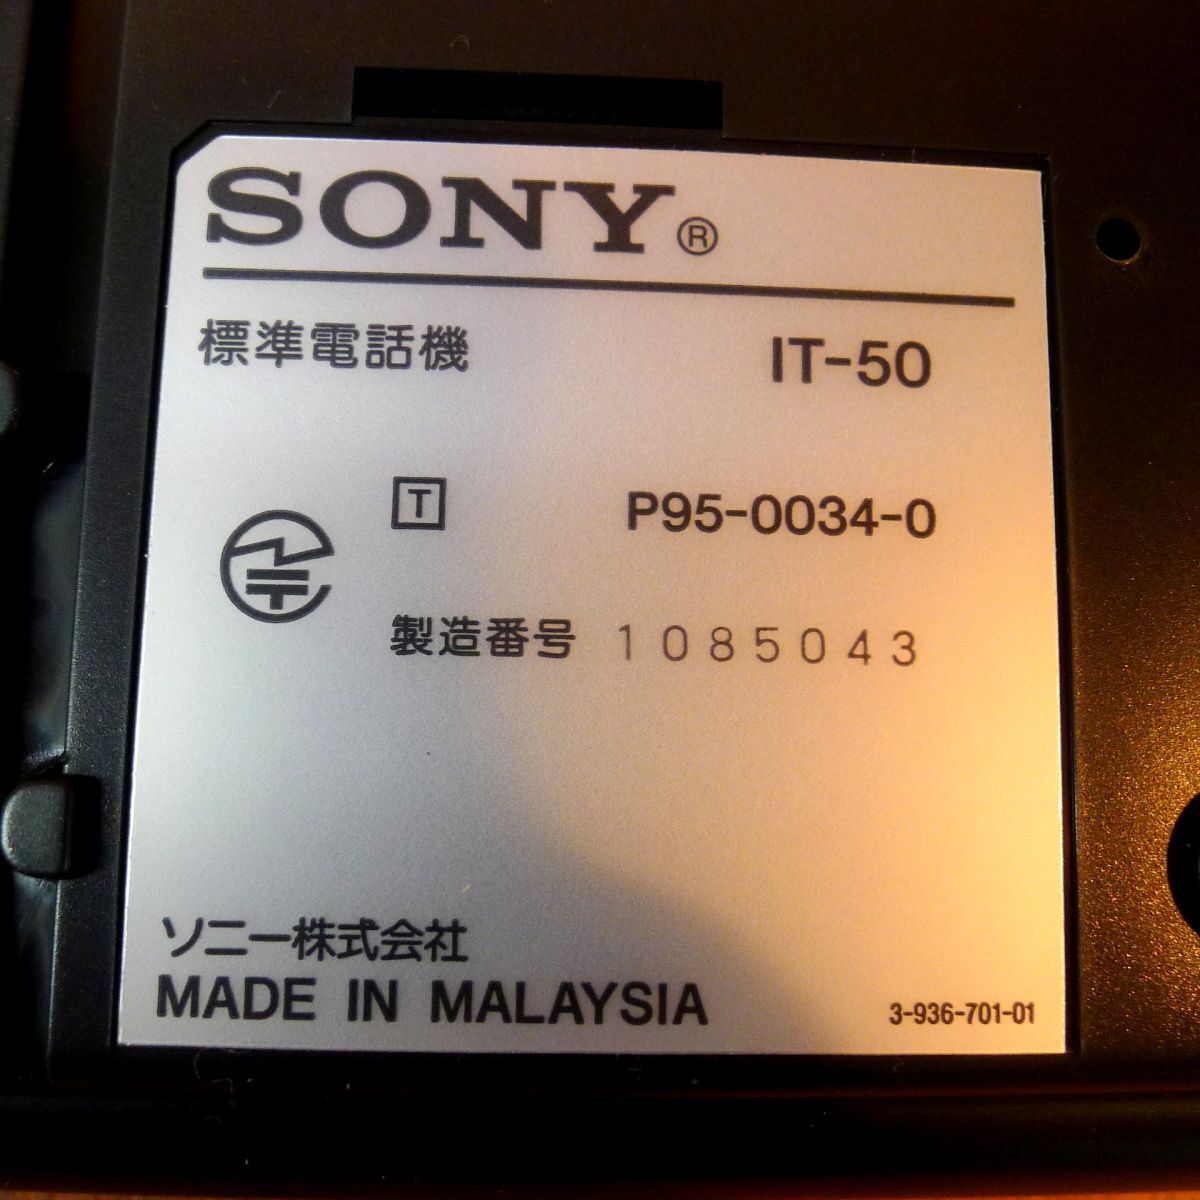 SONY®
標準電話機 IT-50
T P95-0034-0
製造番号 1085043
ソニー株式会社
MADE IN MALAYSIA 3-936-701-01